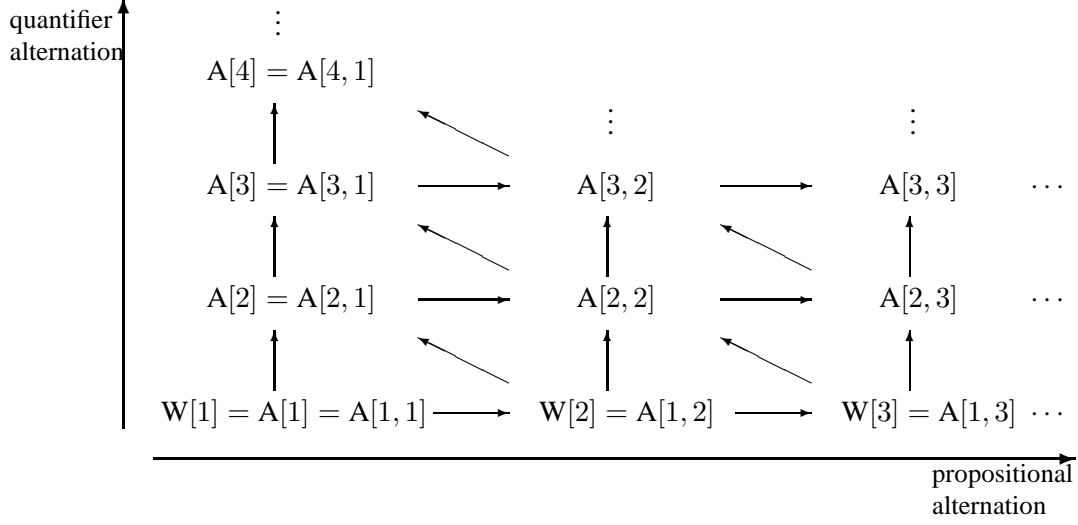 quantifier
alternation
⋮
A[4] = A[4, 1]
⋮ ⋮
A[3] = A[3, 1] A[3, 2] A[3, 3] ⋯
A[2] = A[2, 1] A[2, 2] A[2, 3] ⋯
W[1] = A[1] = A[1, 1] W[2] = A[1, 2] W[3] = A[1, 3] ⋯
propositional
alternation